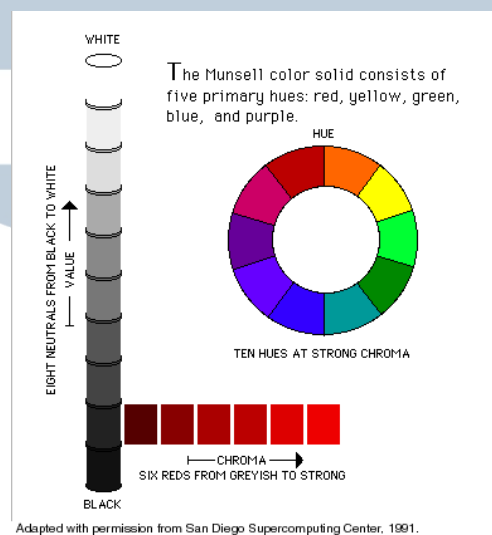 WHITE
The Munsell color solid consists of
five primary hues: red, yellow, green,
blue, and purple.
HUE
EIGHT NEUTRALS FROM BLACK TO WHITE
VALUE
TEN HUES AT STRONG CHROMA
CHROMA
SIX REDS FROM GREYISH TO STRONG
BLACK
Adapted with permission from San Diego Supercomputing Center, 1991.